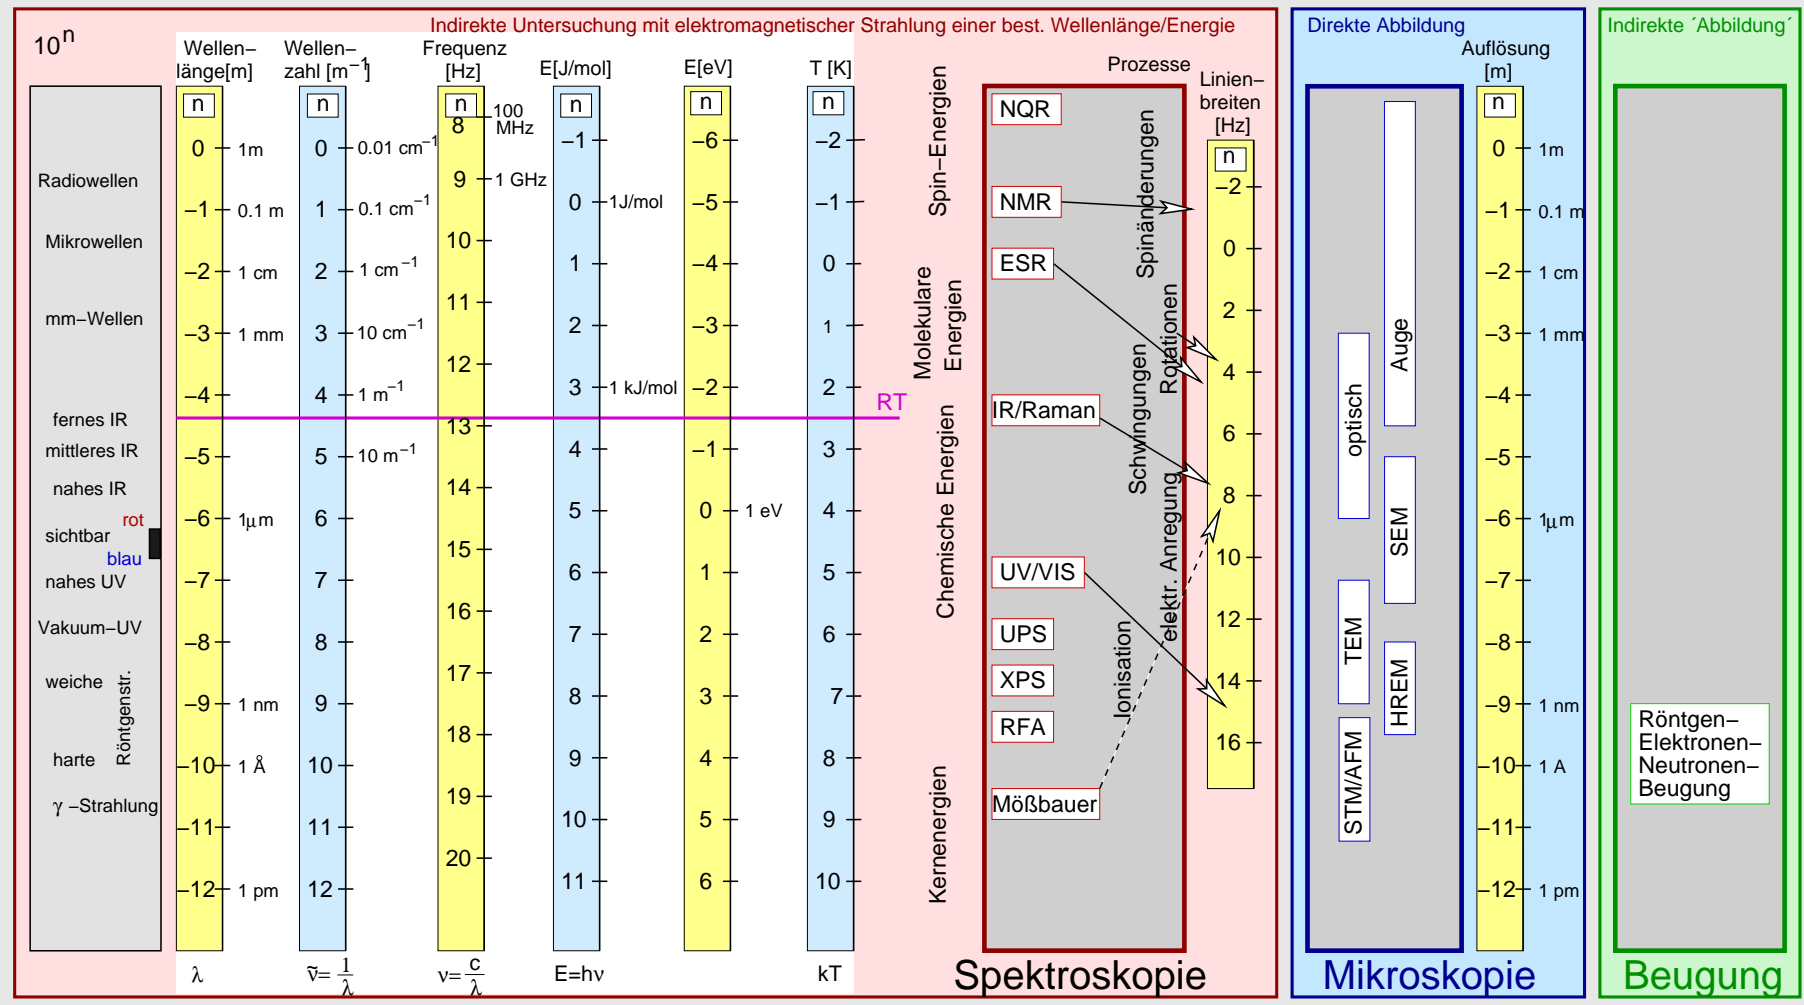 Indirekte Untersuchung mit elektromagnetischer Strahlung einer best. Wellenlänge/Energie
10ⁿ
Wellen–
länge[m]
Wellen–
zahl [m⁻¹]
Frequenz
[Hz]
E[J/mol]
E[eV]
T [K]
Radiowellen
Mikrowellen
mm–Wellen
fernes IR
mittleres IR
nahes IR
rot
sichtbar
blau
nahes UV
Vakuum–UV
weiche
Röntgenstr.
harte
γ –Strahlung
n
0 1m
–1 0.1 m
–2 1 cm
–3 1 mm
–4
–5
–6 1μm
–7
–8
–9 1 nm
–10 1 Å
–11
–12 1 pm
λ
n
0 0.01 cm⁻¹
1 0.1 cm⁻¹
2 1 cm⁻¹
3 10 cm⁻¹
4 1 m⁻¹
5 10 m⁻¹
6
7
8
9
10
11
12
ṽ= 1/λ
n
8 100 MHz
9 1 GHz
10
11
12
13
14
15
16
17
18
19
20
ν= c/λ
n
–1
0 1J/mol
1
2
3 1 kJ/mol
4
5
6
7
8
9
10
11
E=hν
n
–6
–5
–4
–3
–2
–1
0 1 eV
1
2
3
4
5
6
n
–2
–1
0
1
2
3
4
5
6
7
8
9
10
kT
RT
Spin–Energien
Molekulare
Energien
Chemische Energien
Kernenergien
Prozesse
NQR
NMR
ESR
IR/Raman
UV/VIS
UPS
XPS
RFA
Mößbauer
Spinänderungen
Rotationen
Schwingungen
elektr. Anregung
Ionisation
Linien–
breiten
[Hz]
n
–2
0
2
4
6
8
10
12
14
16
Spektroskopie
Direkte Abbildung
Auflösung
[m]
Auge
optisch
SEM
TEM
HREM
STM/AFM
n
0 1m
–1 0.1 m
–2 1 cm
–3 1 mm
–4
–5
–6 1μm
–7
–8
–9 1 nm
–10 1 A
–11
–12 1 pm
Mikroskopie
Indirekte ´Abbildung´
Röntgen–
Elektronen–
Neutronen–
Beugung
Beugung